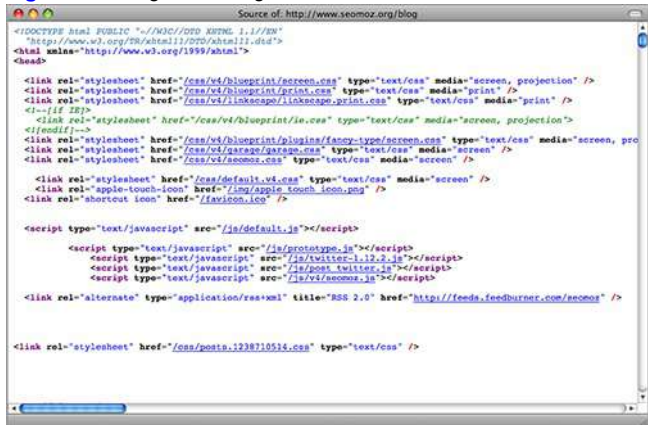 Source of: http://www.seomoz.org/blog
<!DOCTYPE html PUBLIC "-//W3C//DTD XHTML 1.1//EN"
"http://www.w3.org/TR/xhtml11/DTD/xhtml11.dtd">
<html xmlns="http://www.w3.org/1999/xhtml">
<head>
<link rel="stylesheet" href="/css/v4/blueprint/screen.css" type="text/css" media="screen, projection" />
<link rel="stylesheet" href="/css/v4/blueprint/print.css" type="text/css" media="print" />
<link rel="stylesheet" href="/css/v4/linkscape/linkscape.print.css" type="text/css" media="print" />
<!--[if IE]>
<link rel="stylesheet" href="/css/v4/blueprint/ie.css" type="text/css" media="screen, projection">
<![endif]-->
<link rel="stylesheet" href="/css/v4/blueprint/plugins/fancy-type/screen.css" type="text/css" media="screen, pro
<link rel="stylesheet" href="/css/v4/garage/garage.css" type="text/css" media="screen" />
<link rel="stylesheet" href="/css/v4/seomoz.css" type="text/css" media="screen" />
<link rel="stylesheet" href="/css/default.v4.css" type="text/css" media="screen" />
<link rel="apple-touch-icon" href="/img/apple_touch_icon.png" />
<link rel="shortcut icon" href="/favicon.ico" />
<script type="text/javascript" src="/js/default.js"></script>
<script type="text/javascript" src="/js/prototype.js"></script>
<script type="text/javascript" src="/js/twitter-1.12.2.js"></script>
<script type="text/javascript" src="/js/post_twitter.js"></script>
<script type="text/javascript" src="/js/v4/seomoz.js"></script>
<link rel="alternate" type="application/rss+xml" title="RSS 2.0" href="http://feeds.feedburner.com/seomoz" />
<link rel="stylesheet" href="/css/posts.1238710514.css" type="text/css" />